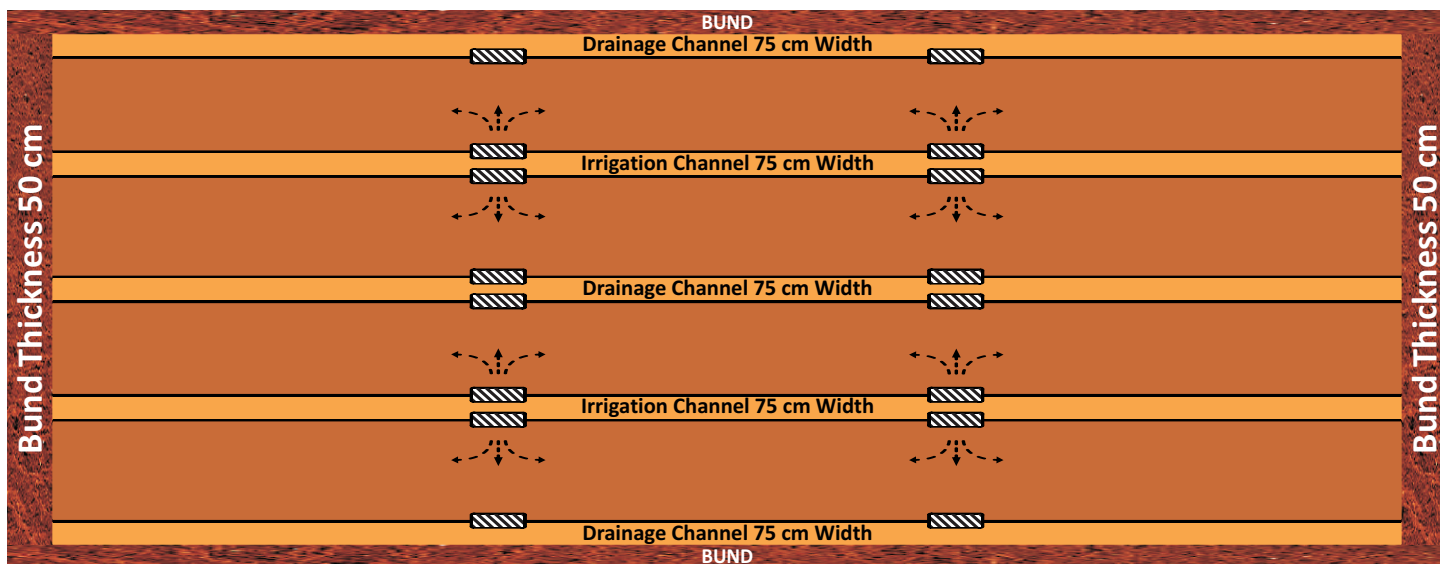 BUND
Drainage Channel 75 cm Width
Bund Thickness 50 cm
Irrigation Channel 75 cm Width
Drainage Channel 75 cm Width
Irrigation Channel 75 cm Width
Drainage Channel 75 cm Width
BUND
Bund Thickness 50 cm